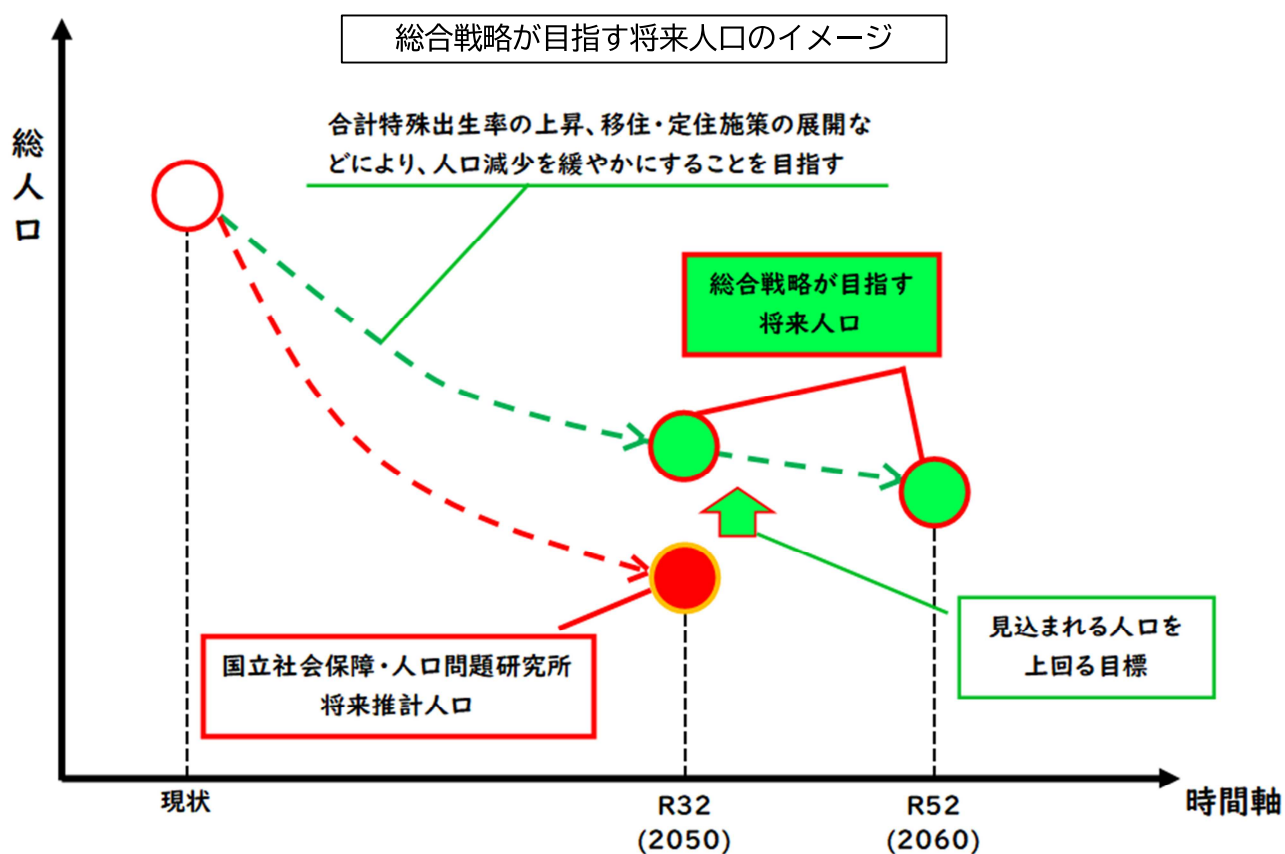 総合戦略が目指す将来人口のイメージ
総人口
合計特殊出生率の上昇、移住・定住施策の展開な
どにより、人口減少を緩やかにすることを目指す
総合戦略が目指す
将来人口
見込まれる人口を
上回る目標
国立社会保障・人口問題研究所
将来推計人口
現状
R32
(2050)
R52
(2060)
時間軸